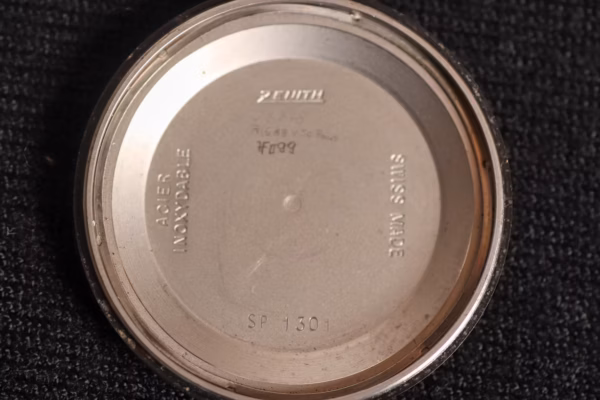 ZENITH
ACIER
INOXYDABLE
SWISS MADE
SP 1301